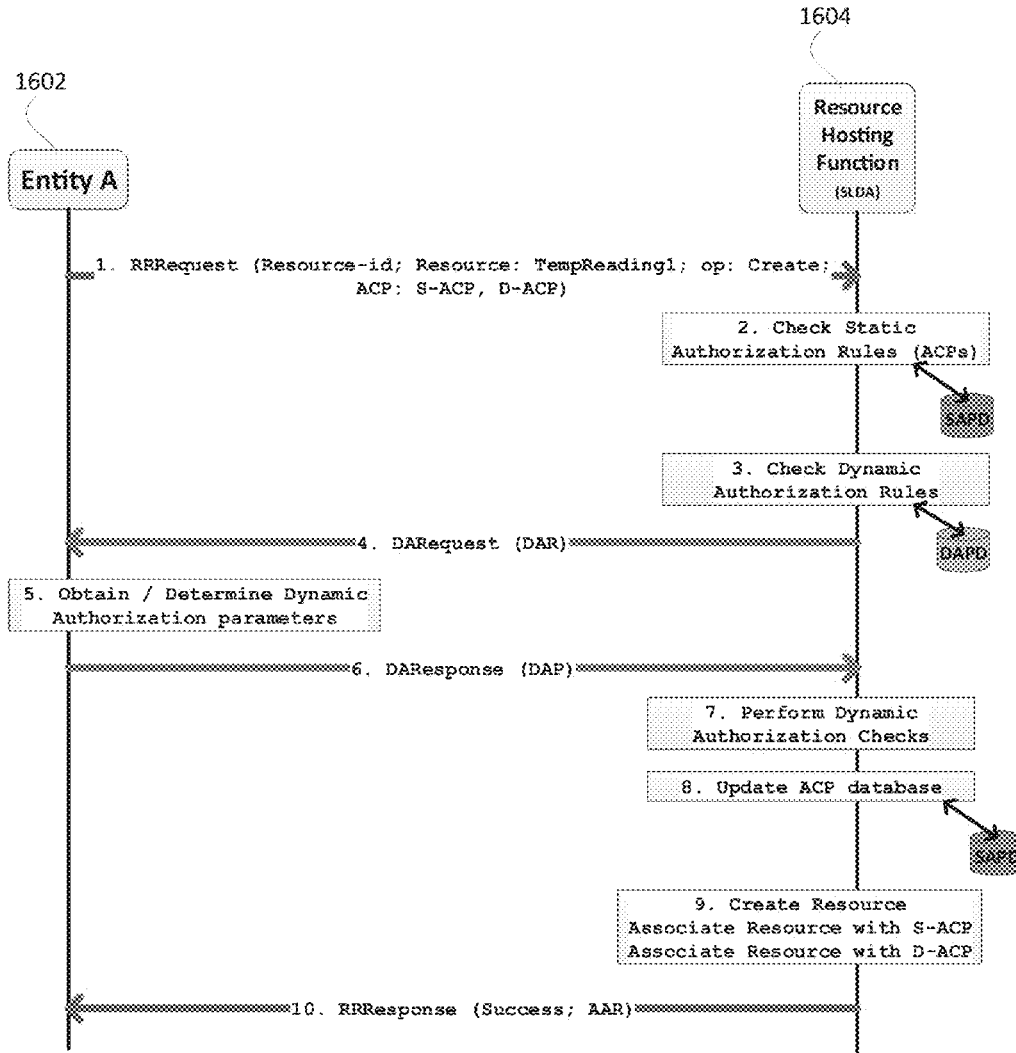 1604
1602
Resource
Hosting
Function
(SLDA)
Entity A
1. RRRequest (Resource-id; Resource: TempReading1; op: Create;
ACP: S-ACP, D-ACP)
2. Check Static
Authorization Rules (ACPs)
SAPD
3. Check Dynamic
Authorization Rules
DAPD
4. DARequest (DAR)
5. Obtain / Determine Dynamic
Authorization parameters
6. DAResponse (DAP)
7. Perform Dynamic
Authorization Checks
8. Update ACP database
SAPD
9. Create Resource
Associate Resource with S-ACP
Associate Resource with D-ACP
10. RRResponse (Success; AAR)